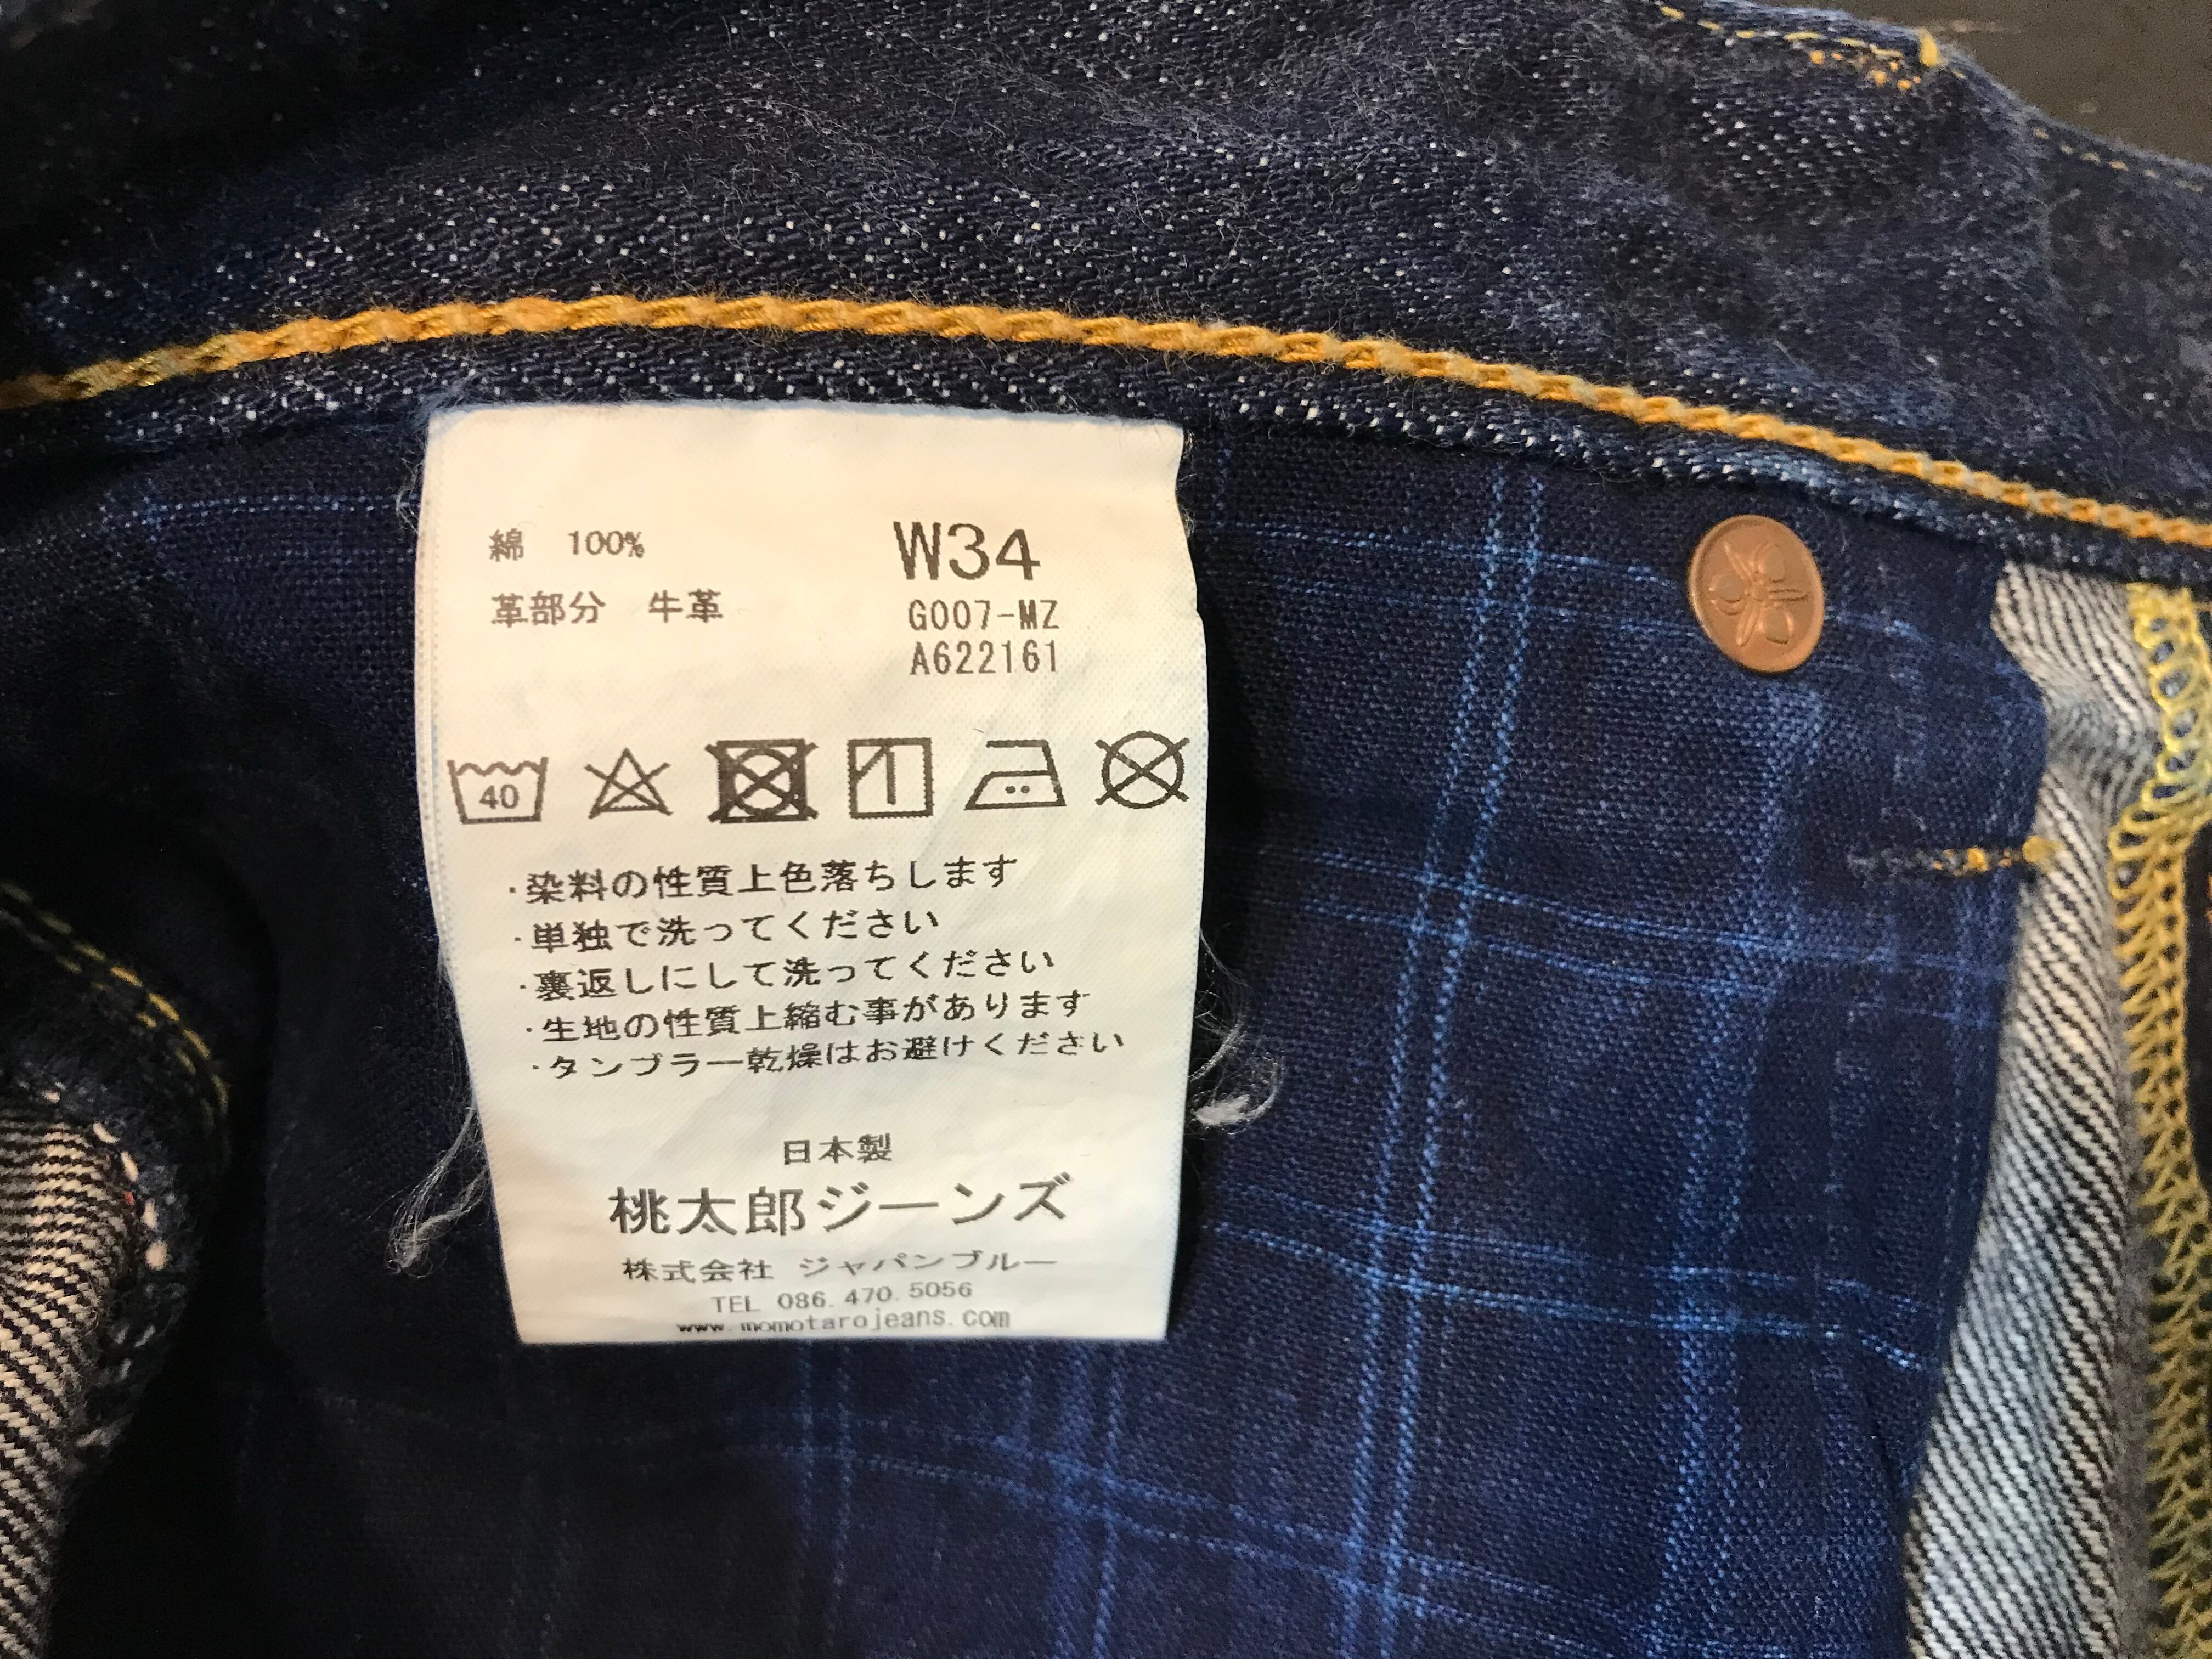 綿 100%
革部分 牛革
W34
G007-MZ
A622161
40
・染料の性質上色落ちします
・単独で洗ってください
・裏返しにして洗ってください
・生地の性質上縮む事があります
・タンブラー乾燥はお避けください
日本製
桃太郎ジーンズ
株式会社 ジャパンブルー
TEL 086.470.5056
www.momotarojeans.com